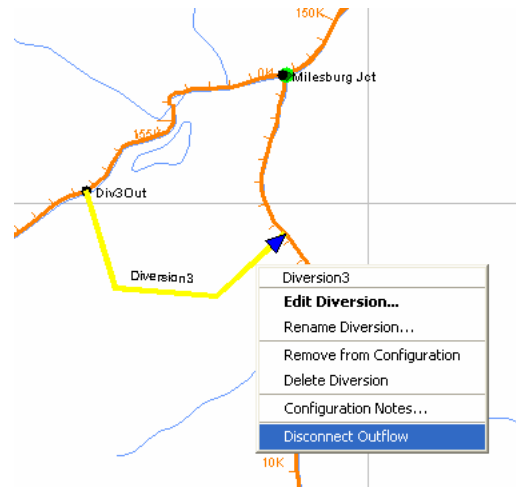 150K
0K
Milesburg Jct
155K
Div3Out
Diversion3
Diversion3
Edit Diversion...
Rename Diversion...
Remove from Configuration
Delete Diversion
Configuration Notes...
Disconnect Outflow
10K